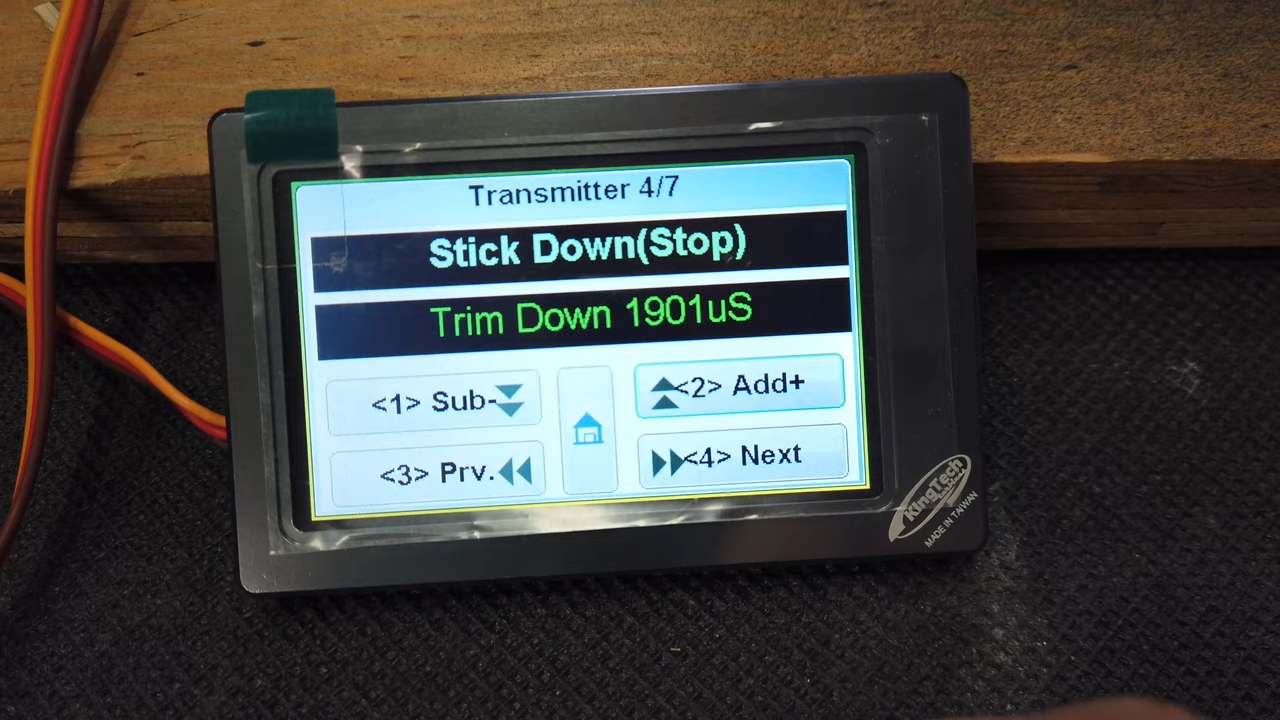 Transmitter 4/7
Stick Down(Stop)
Trim Down 1901uS
<1> Sub-
<2> Add+
<3> Prv.
<4> Next
KingTech
MADE IN TAIWAN